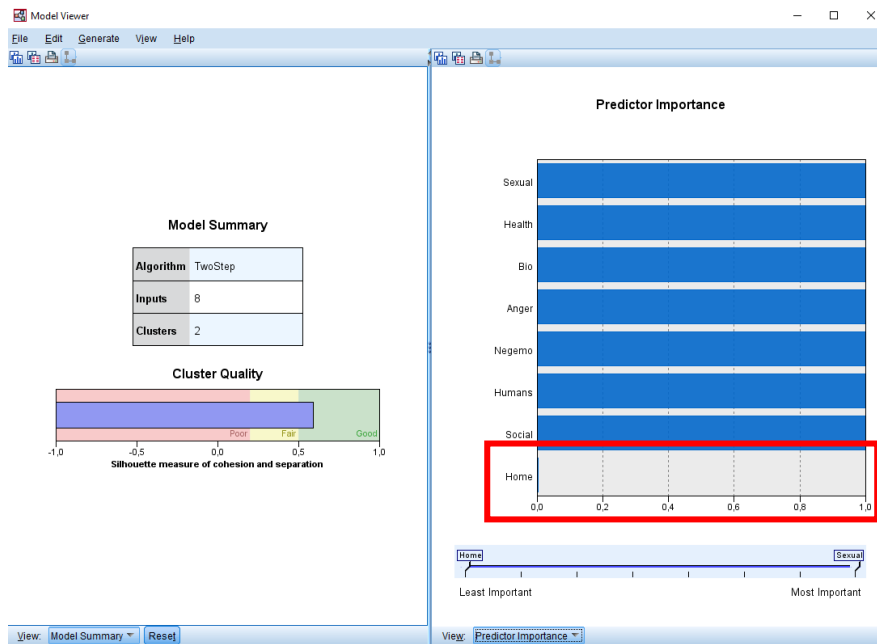 Model Viewer
File Edit Generate View Help
Model Summary
Algorithm TwoStep
Inputs 8
Clusters 2
Cluster Quality
Poor Fair Good
-1,0 -0,5 0,0 0,5 1,0
Silhouette measure of cohesion and separation
View: Model Summary Reset
Predictor Importance
Sexual
Health
Bio
Anger
Negemo
Humans
Social
Home
0,0 0,2 0,4 0,6 0,8 1,0
Home Sexual
Least Important Most Important
View: Predictor Importance